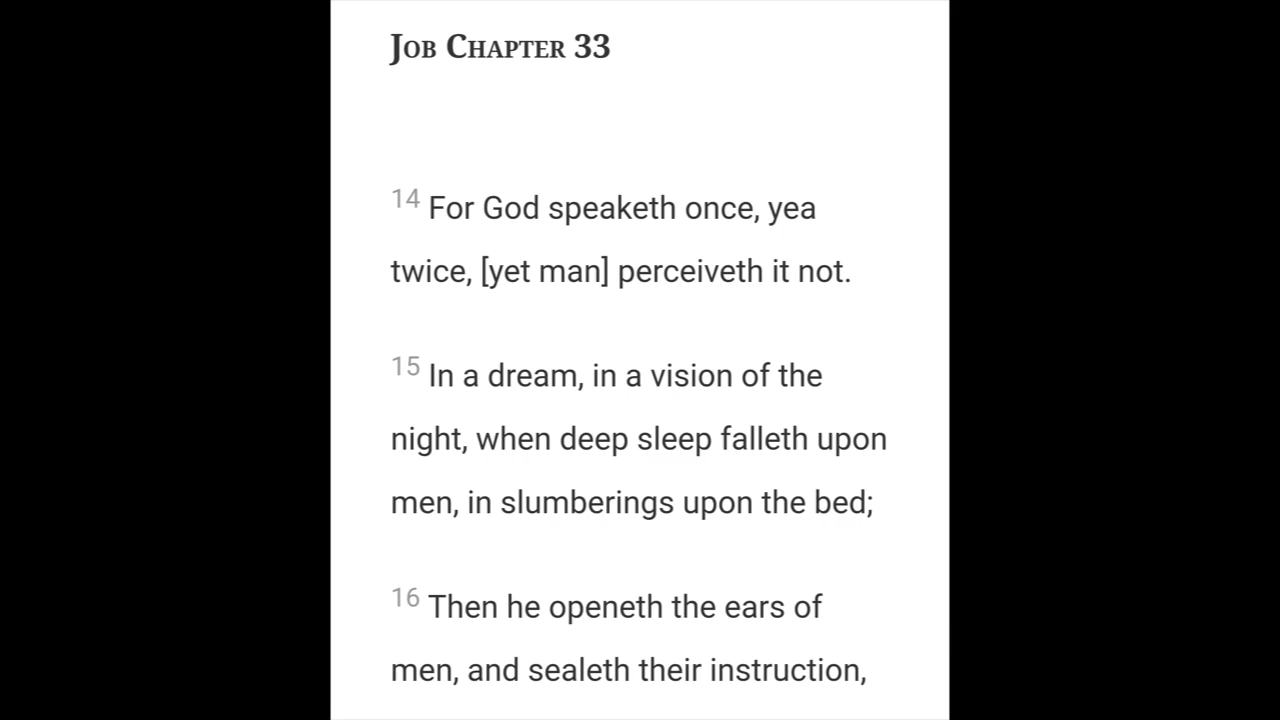 Job Chapter 33
14 For God speaketh once, yea
twice, [yet man] perceiveth it not.
15 In a dream, in a vision of the
night, when deep sleep falleth upon
men, in slumberings upon the bed;
16 Then he openeth the ears of
men, and sealeth their instruction,